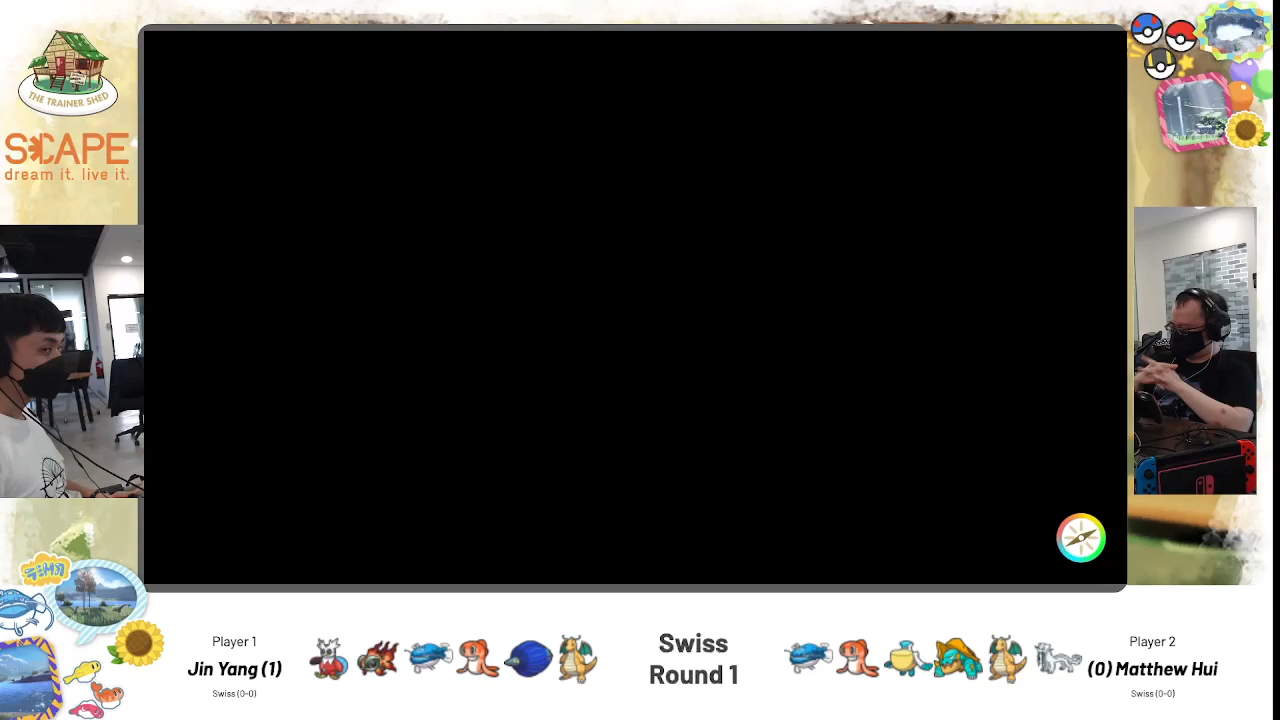 THE TRAINER SHED
SCAPE
dream it. live it.
Player 1
Jin Yang (1)
Swiss (0-0)
Swiss
Round 1
Player 2
(0) Matthew Hui
Swiss (0-0)